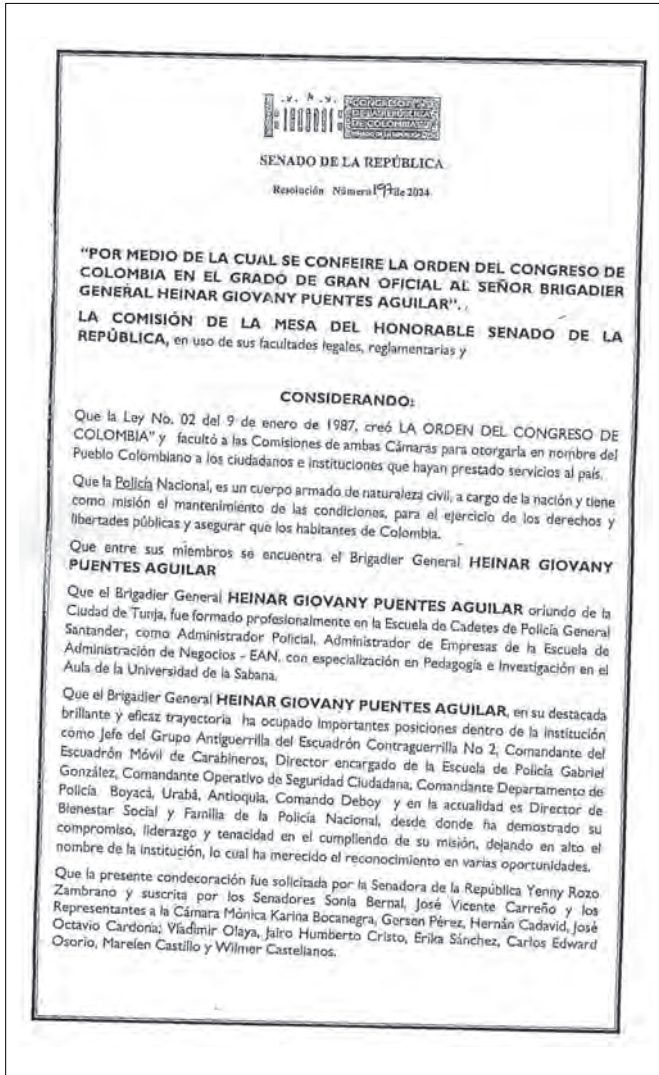 CONGRESO
DE LA REPÚBLICA
DE COLOMBIA
SENADO DE LA REPÚBLICA
Resolución Número 197 de 2024
"POR MEDIO DE LA CUAL SE CONFEIRE LA ORDEN DEL CONGRESO DE
COLOMBIA EN EL GRADO DE GRAN OFICIAL AL SEÑOR BRIGADIER
GENERAL HEINAR GIOVANY PUENTES AGUILAR".
LA COMISIÓN DE LA MESA DEL HONORABLE SENADO DE LA
REPÚBLICA, en uso de sus facultades legales, reglamentarias y
CONSIDERANDO:
Que la Ley No. 02 del 9 de enero de 1987, creó LA ORDEN DEL CONGRESO DE
COLOMBIA" y facultó a las Comisiones de ambas Cámaras para otorgarla en nombre del
Pueblo Colombiano a los ciudadanos e instituciones que hayan prestado servicios al país.
Que la Policía Nacional, es un cuerpo armado de naturaleza civil, a cargo de la nación y tiene
como misión el mantenimiento de las condiciones, para el ejercicio de los derechos y
libertades públicas y asegurar que los habitantes de Colombia.
Que entre sus miembros se encuentra el Brigadier General HEINAR GIOVANY
PUENTES AGUILAR
Que el Brigadier General HEINAR GIOVANY PUENTES AGUILAR oriundo de la
Ciudad de Tunja, fue formado profesionalmente en la Escuela de Cadetes de Policía General
Santander, como Administrador Policial, Administrador de Empresas de la Escuela de
Administración de Negocios - EAN, con especialización en Pedagogía e Investigación en el
Aula de la Universidad de la Sabana.
Que el Brigadier General HEINAR GIOVANY PUENTES AGUILAR, en su destacada
brillante y eficaz trayectoria ha ocupado importantes posiciones dentro de la institución
como Jefe del Grupo Antiguerrilla del Escuadrón Contraguerrilla No 2, Comandante del
Escuadrón Móvil de Carabineros, Director encargado de la Escuela de Policía Gabriel
González, Comandante Operativo de Seguridad Ciudadana, Comandante Departamento de
Policía Boyacá, Urabá, Antioquia, Comando Deboy y en la actualidad es Director de
Bienestar Social y Familia de la Policía Nacional, desde donde ha demostrado su
compromiso, liderazgo y tenacidad en el cumpliendo de su misión, dejando en alto el
nombre de la institución, lo cual ha merecido el reconocimiento en varias oportunidades.
Que la presente condecoración fue solicitada por la Senadora de la República Yenny Rozo
Zambrano y suscrita por los Senadores Sonia Bernal, José Vicente Carreño y los
Representantes a la Cámara Mónica Karina Bocanegra, Gersen Pérez, Hernán Cadavid, José
Octavio Cardona; Vladimir Olaya, Jairo Humberto Cristo, Erika Sánchez, Carlos Edward
Osorio, Marelen Castillo y Wilmer Castellanos.